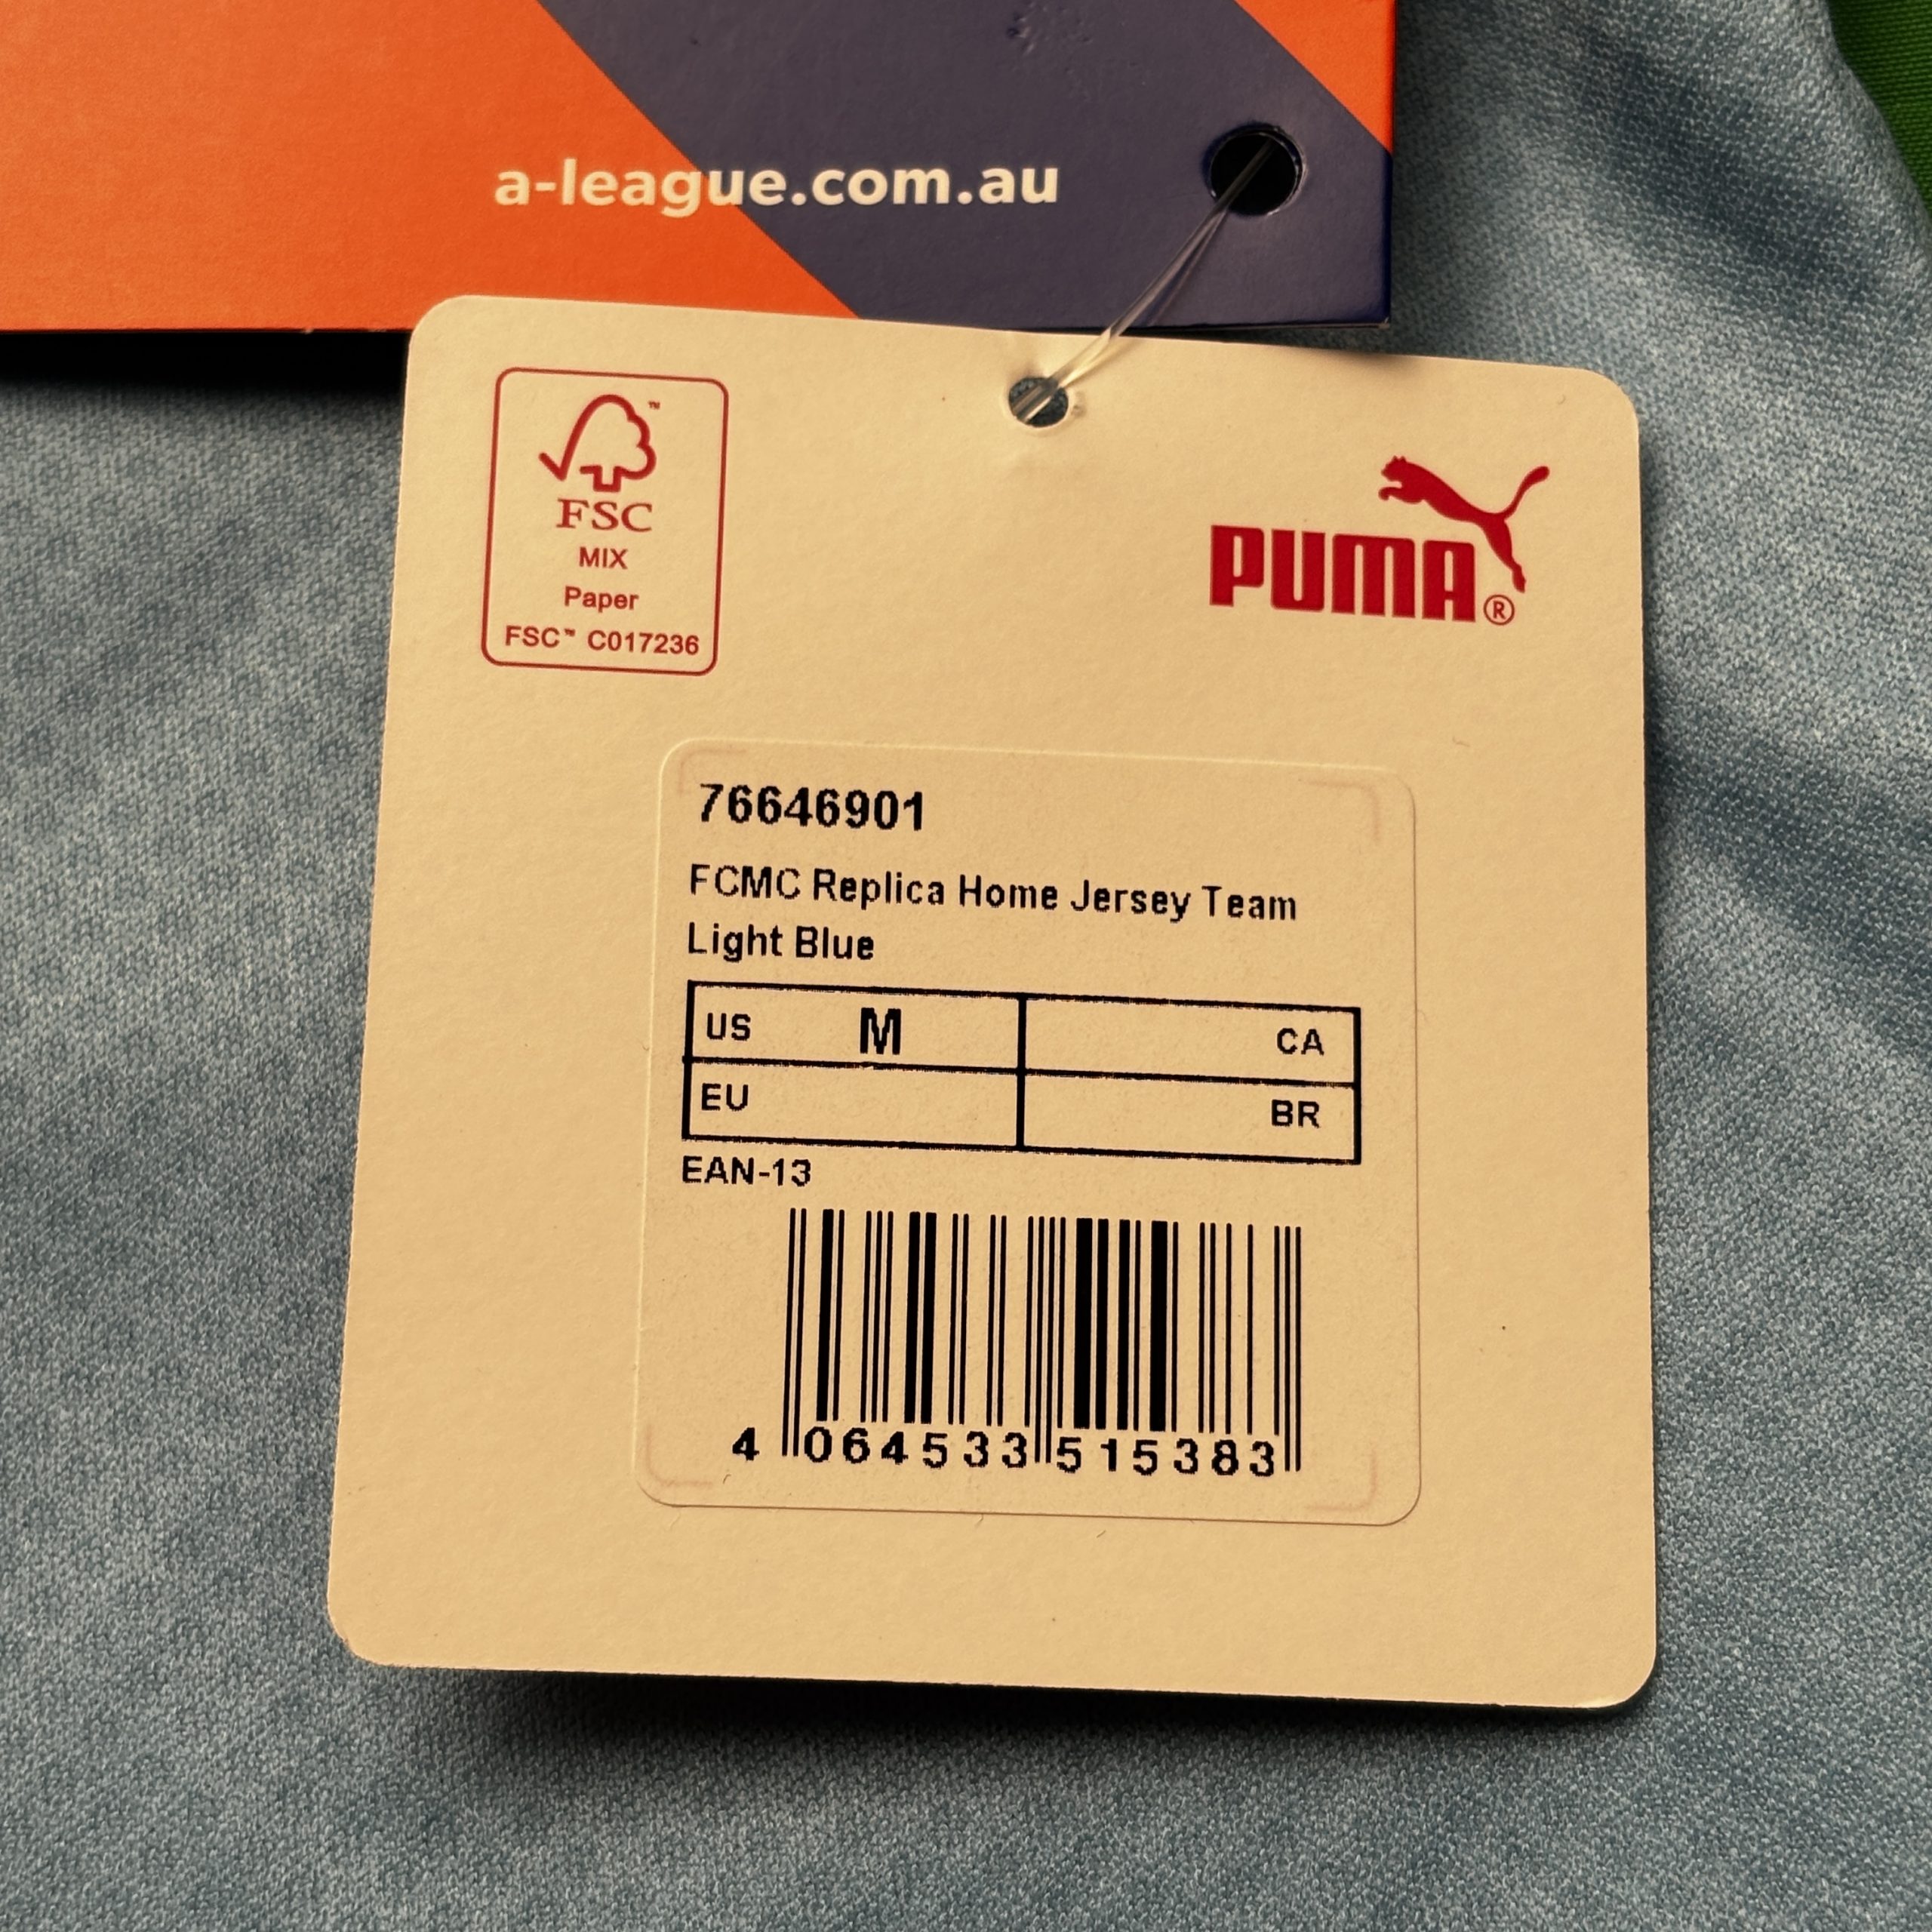 a-league.com.au
FSC™
MIX
Paper
FSC™ C017236
PUMA®
76646901
FCMC Replica Home Jersey Team
Light Blue
US M CA
EU BR
EAN-13
4 064533 515383